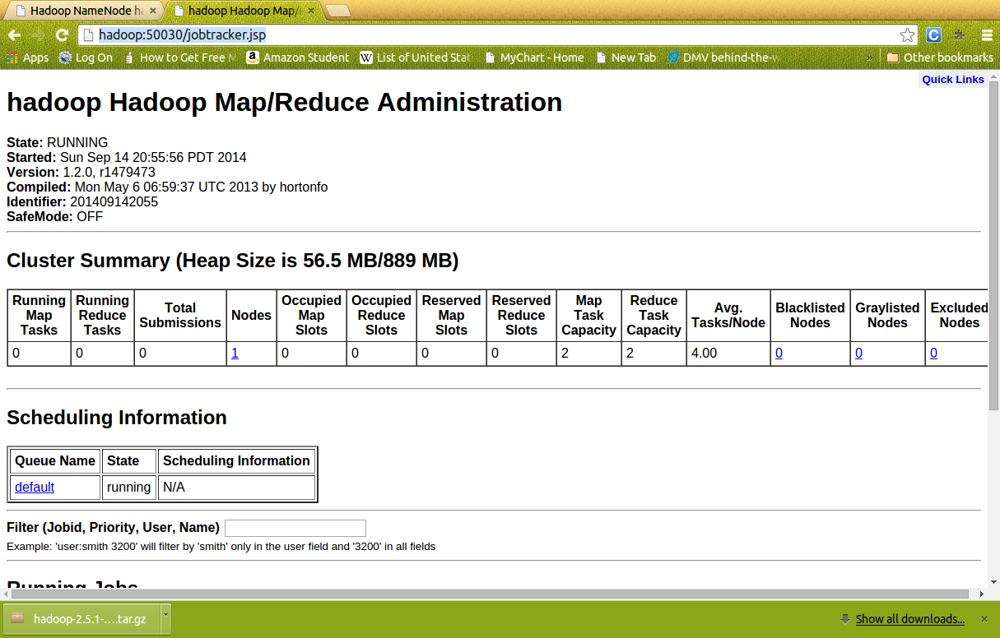 Hadoop NameNode h
hadoop Hadoop Map/
hadoop:50030/jobtracker.jsp
Apps Log On How to Get Free M Amazon Student List of United Stat MyChart - Home New Tab DMV behind-the-w » Other bookmarks
Quick Links
hadoop Hadoop Map/Reduce Administration
State: RUNNING
Started: Sun Sep 14 20:55:56 PDT 2014
Version: 1.2.0, r1479473
Compiled: Mon May 6 06:59:37 UTC 2013 by hortonfo
Identifier: 201409142055
SafeMode: OFF
Cluster Summary (Heap Size is 56.5 MB/889 MB)
Running Map Tasks Running Reduce Tasks Total Submissions Nodes Occupied Map Slots Occupied Reduce Slots Reserved Map Slots Reserved Reduce Slots Map Task Capacity Reduce Task Capacity Avg. Tasks/Node Blacklisted Nodes Graylisted Nodes Excluded Nodes
0 0 0 1 0 0 0 0 2 2 4.00 0 0 0
Scheduling Information
Queue Name State Scheduling Information
default running N/A
Filter (Jobid, Priority, User, Name)
Example: 'user:smith 3200' will filter by 'smith' only in the user field and '3200' in all fields
Running Jobs
hadoop-2.5.1-....tar.gz
Show all downloads...